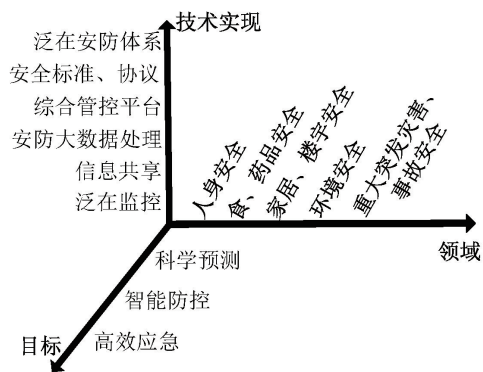 技术实现
泛在安防体系
安全标准、协议
综合管控平台
安防大数据处理
信息共享
泛在监控
人身安全
食、药品安全
家居、楼宇安全
环境安全
重大突发灾害、
事故安全
领域
科学预测
智能防控
高效应急
目标